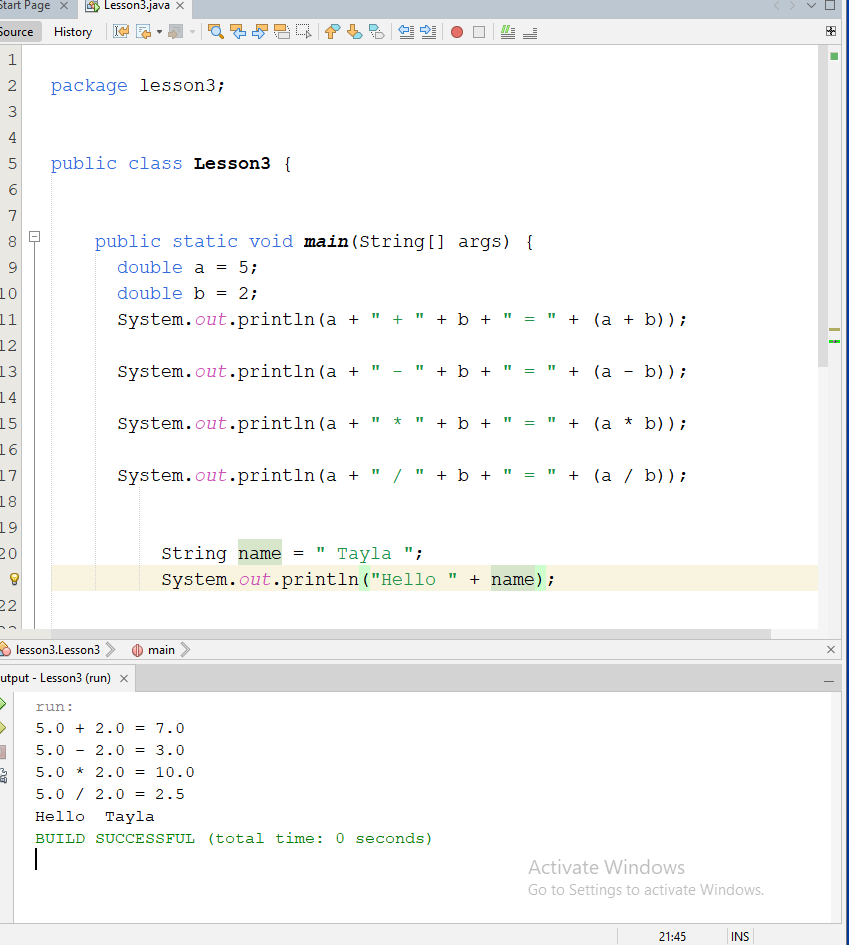 Start Page
Lesson3.java
Source History
1
2 package lesson3;
3
4
5 public class Lesson3 {
6
7
8 public static void main(String[] args) {
9 double a = 5;
10 double b = 2;
11 System.out.println(a + " + " + b + " = " + (a + b));
12
13 System.out.println(a + " - " + b + " = " + (a - b));
14
15 System.out.println(a + " * " + b + " = " + (a * b));
16
17 System.out.println(a + " / " + b + " = " + (a / b));
18
19
20 String name = " Tayla ";
System.out.println("Hello " + name);
22
lesson3.Lesson3 main
utput - Lesson3 (run)
run:
5.0 + 2.0 = 7.0
5.0 - 2.0 = 3.0
5.0 * 2.0 = 10.0
5.0 / 2.0 = 2.5
Hello  Tayla
BUILD SUCCESSFUL (total time: 0 seconds)
Activate Windows
Go to Settings to activate Windows.
21:45 INS